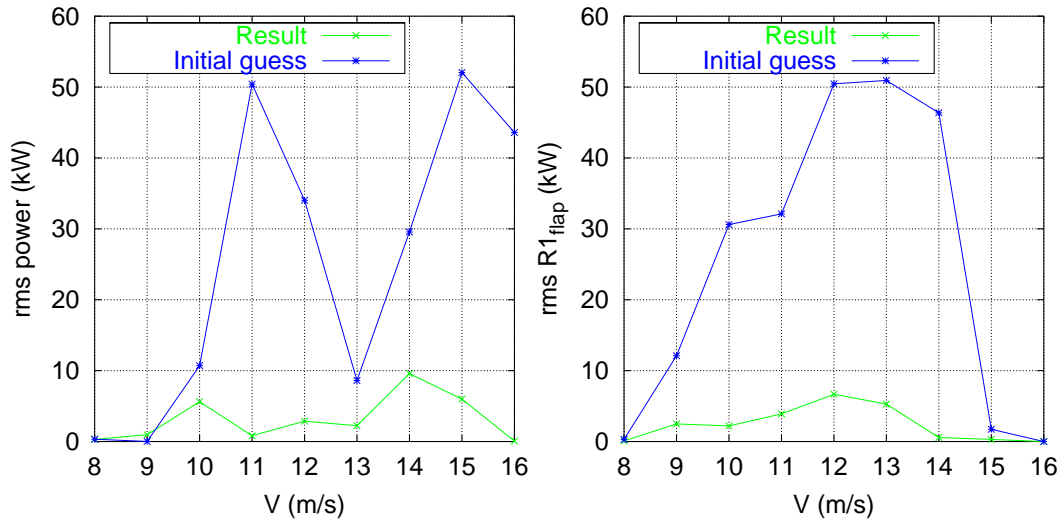 rms power (kW)
60
50
40
30
20
10
0
Result
Initial guess
8 9 10 11 12 13 14 15 16
V (m/s)
rms R1flap (kW)
60
50
40
30
20
10
0
Result
Initial guess
8 9 10 11 12 13 14 15 16
V (m/s)